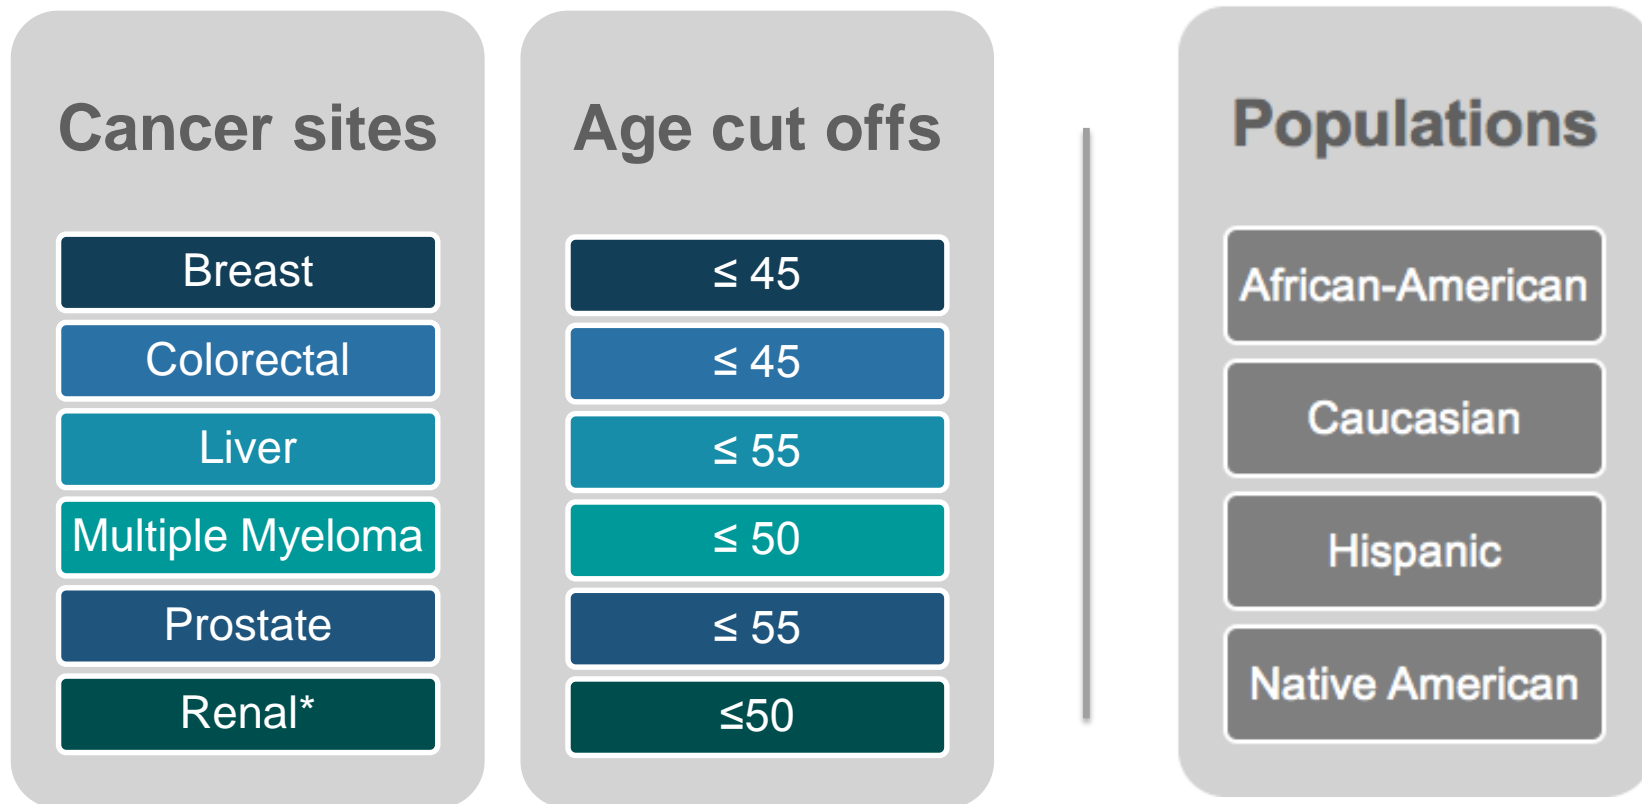 Cancer sites
Breast
Colorectal
Liver
Multiple Myeloma
Prostate
Renal*
Age cut offs
≤ 45
≤ 45
≤ 55
≤ 50
≤ 55
≤50
Populations
African-American
Caucasian
Hispanic
Native American